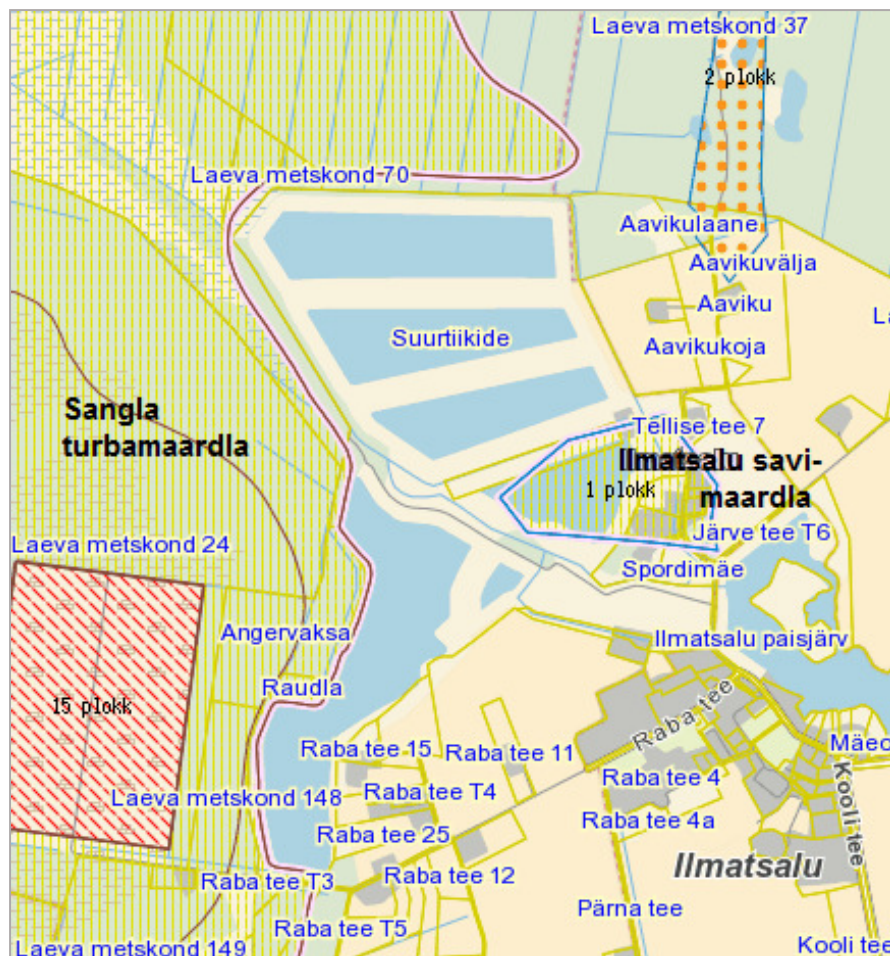 Laeva metskond 37
2 plokk
Laeva metskond 70
Aavikulaane
Aavikuvälja
Aaviku
La
Suurtiikide
Aavikukoja
Sangla
turbamaardla
Tellise tee 7
Ilmatsalu savi-
maardla
1 plokk
Järve tee T6
Laeva metskond 24
Spordimäe
Angervaksa
Ilmatsalu paisjärv
Raudla
15 plokk
Raba tee
Raba tee 15
Raba tee 11
Mäeo
Raba tee 4
Laeva metskond 148
Raba tee T4
Kooli tee
Raba tee 4a
Raba tee 25
Ilmatsalu
Raba tee T3
Raba tee 12
Pärna tee
Raba tee T5
Laeva metskond 149
Kooli tee